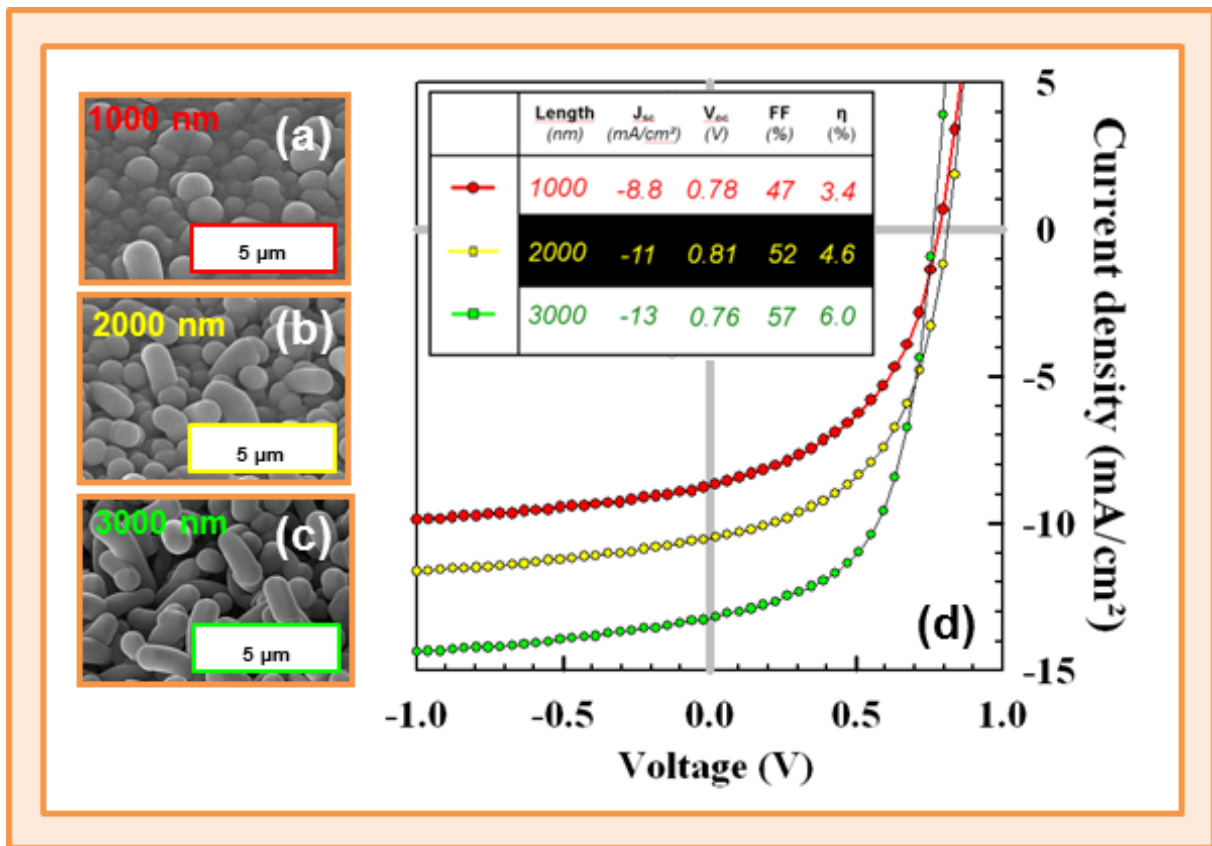 1000 nm
(a)
5 µm
2000 nm
(b)
5 µm
3000 nm
(c)
5 µm
Length Jsc Voc FF η
(nm) (mA/cm²) (V) (%) (%)
1000 -8.8 0.78 47 3.4
2000 -11 0.81 52 4.6
3000 -13 0.76 57 6.0
(d)
5
0
-5
-10
-15
Current density (mA/cm²)
-1.0 -0.5 0.0 0.5 1.0
Voltage (V)